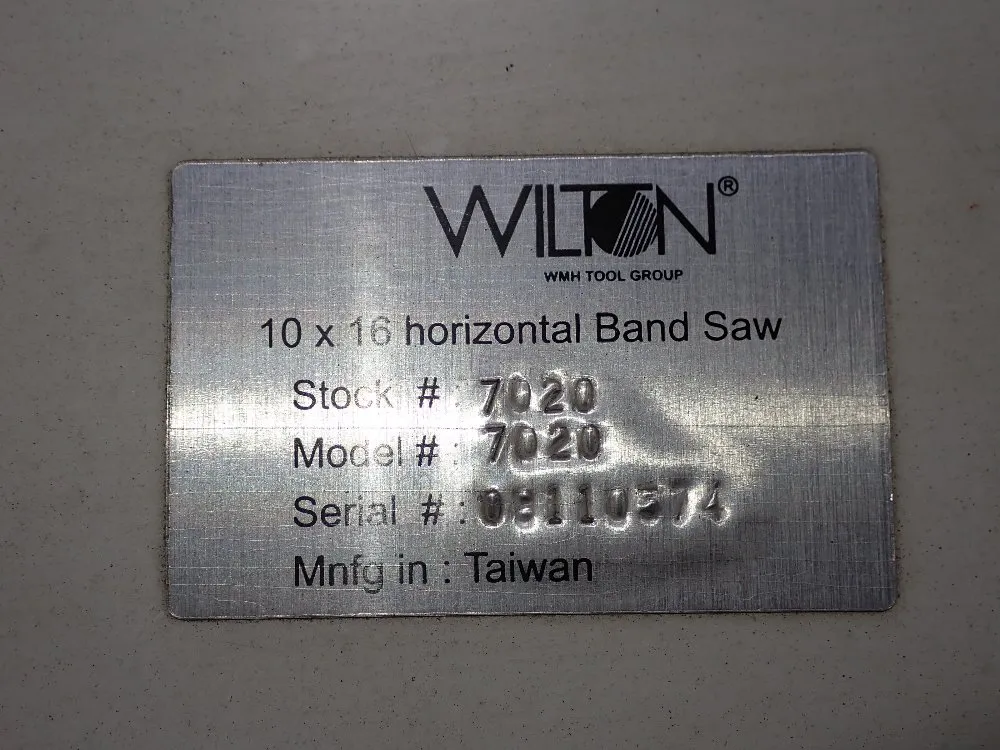 WILTON®
WMH TOOL GROUP
10 x 16 horizontal Band Saw
Stock # : 7020
Model # : 7020
Serial # :
Mnfg in : Taiwan